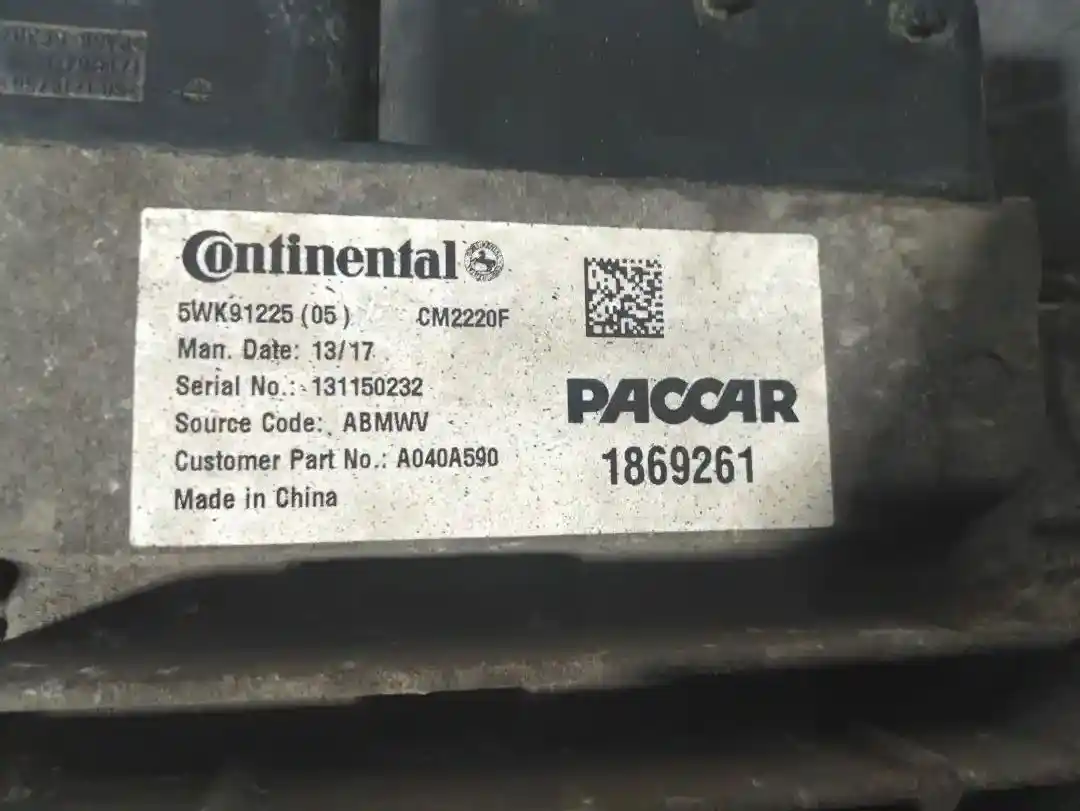 Continental
5WK91225 (05) CM2220F
Man. Date: 13/17
Serial No.: 131150232
Source Code: ABMWV
Customer Part No.: A040A590
Made in China
PACCAR
1869261